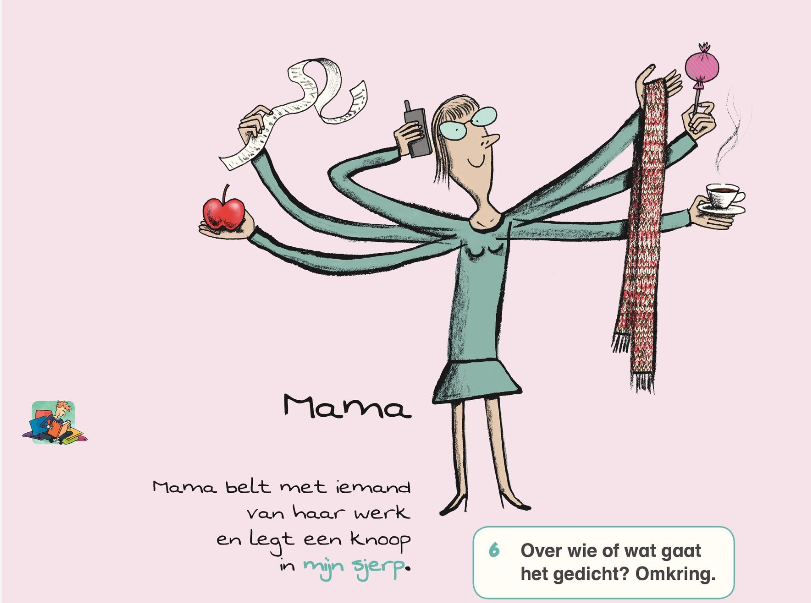 Mama
Mama belt met iemand
van haar werk
en legt een knoop
in mijn sjerp.
6 Over wie of wat gaat
het gedicht? Omkring.